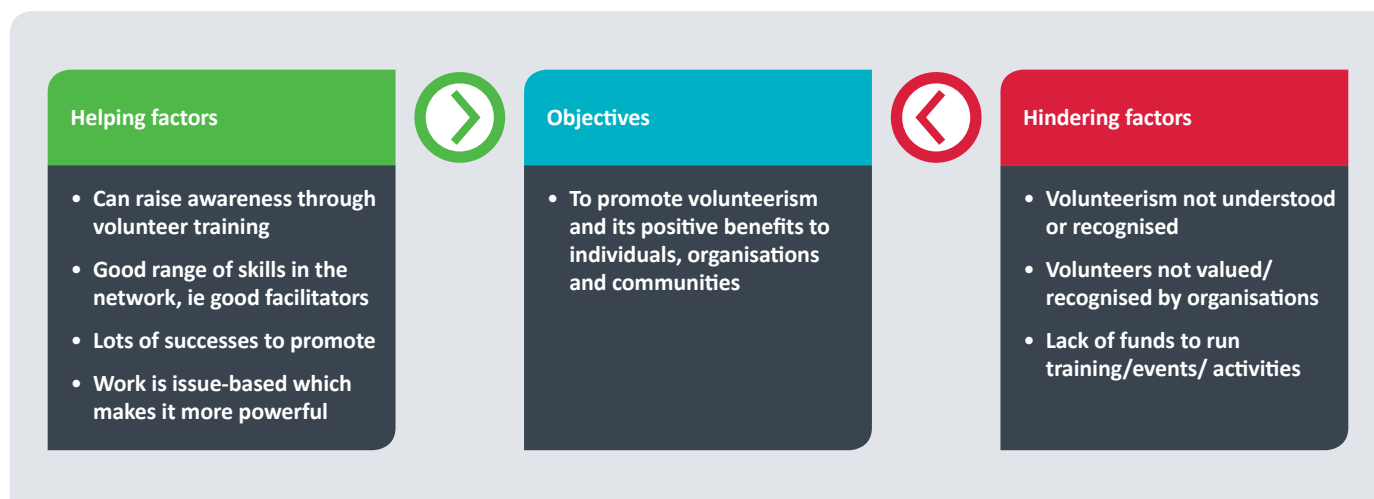 Helping factors
• Can raise awareness through
volunteer training
• Good range of skills in the
network, ie good facilitators
• Lots of successes to promote
• Work is issue-based which
makes it more powerful
Objectives
• To promote volunteerism
and its positive benefits to
individuals, organisations
and communities
Hindering factors
• Volunteerism not understood
or recognised
• Volunteers not valued/
recognised by organisations
• Lack of funds to run
training/events/ activities